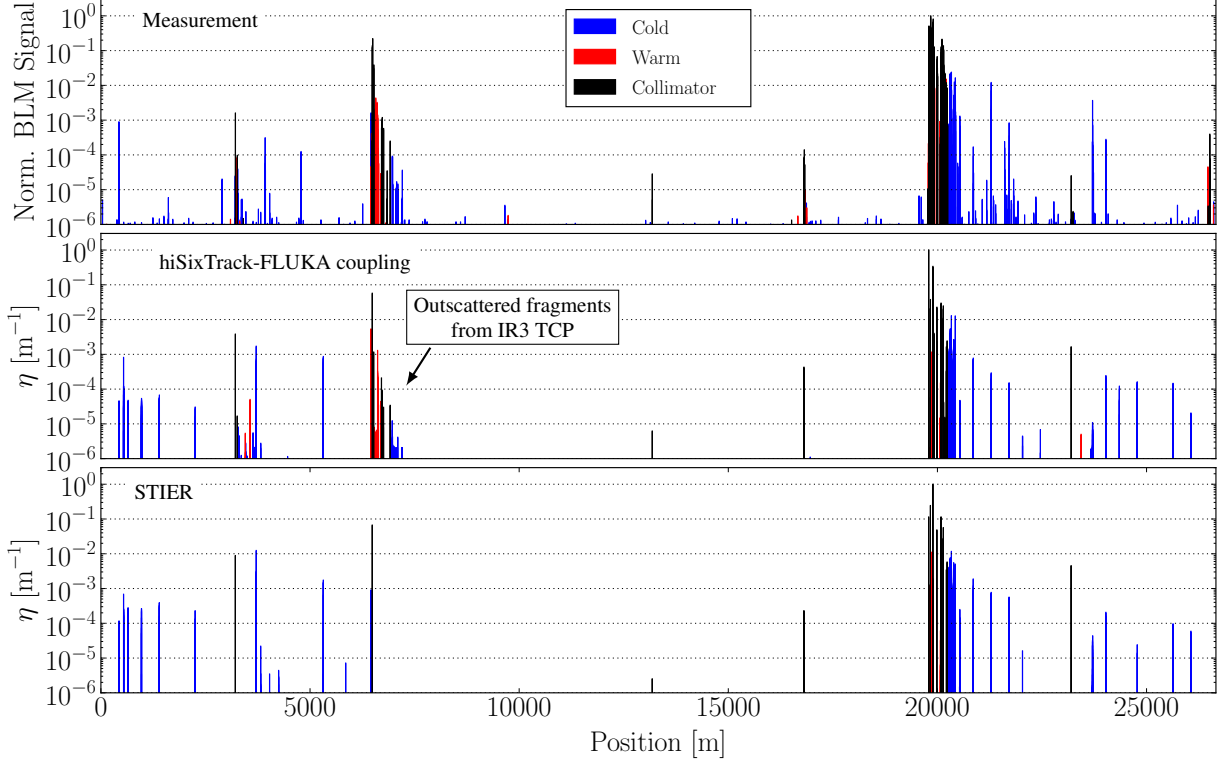 Norm. BLM Signal
10^0
10^-1
10^-2
10^-3
10^-4
10^-5
10^-6
Measurement
Cold
Warm
Collimator
η [m^-1]
10^0
10^-1
10^-2
10^-3
10^-4
10^-5
10^-6
hiSixTrack-FLUKA coupling
Outscattered fragments
from IR3 TCP
η [m^-1]
10^0
10^-1
10^-2
10^-3
10^-4
10^-5
10^-6
STIER
0 5000 10000 15000 20000 25000
Position [m]